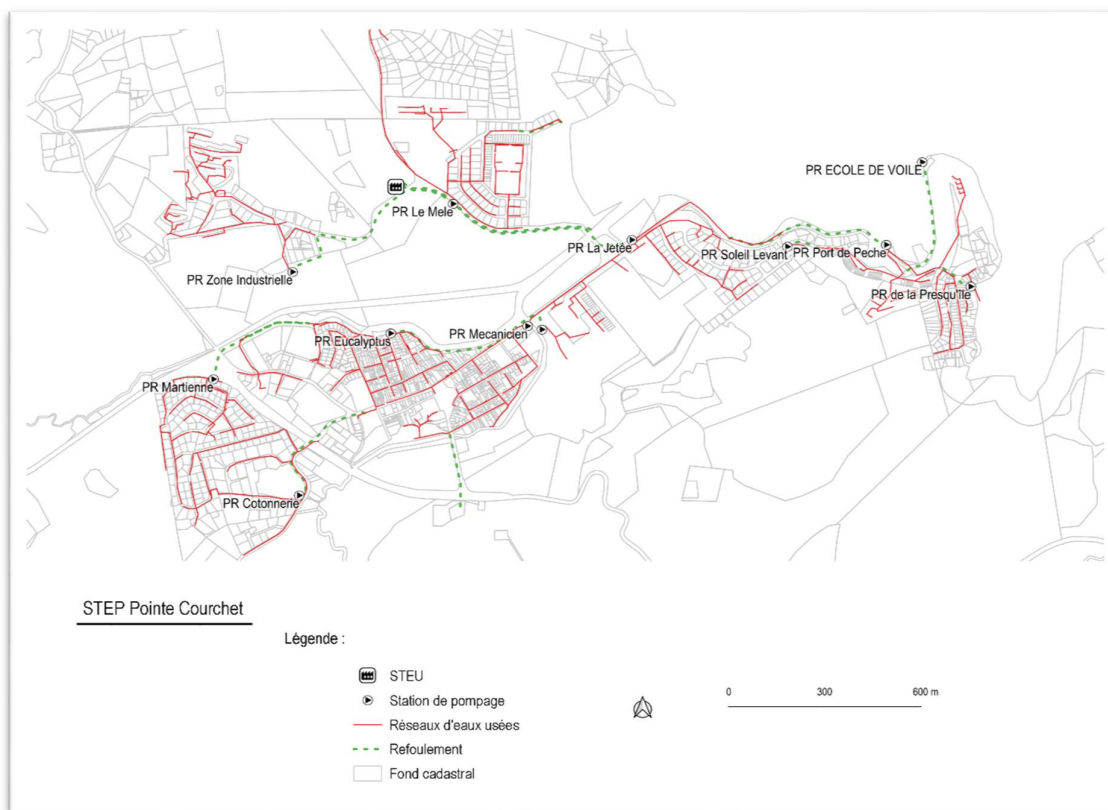 PR ECOLE DE VOILE
PR Le Mele
PR La Jetée
PR Soleil Levant
PR Port de Peche
PR Zone Industrielle
PR de la Presqu'île
PR Mecanicien
PR Eucalyptus
PR Martienne
PR Cotonnerie
STEP Pointe Courchet
Légende :
STEU
Station de pompage
Réseaux d'eaux usées
Refoulement
Fond cadastral
0 300 600 m